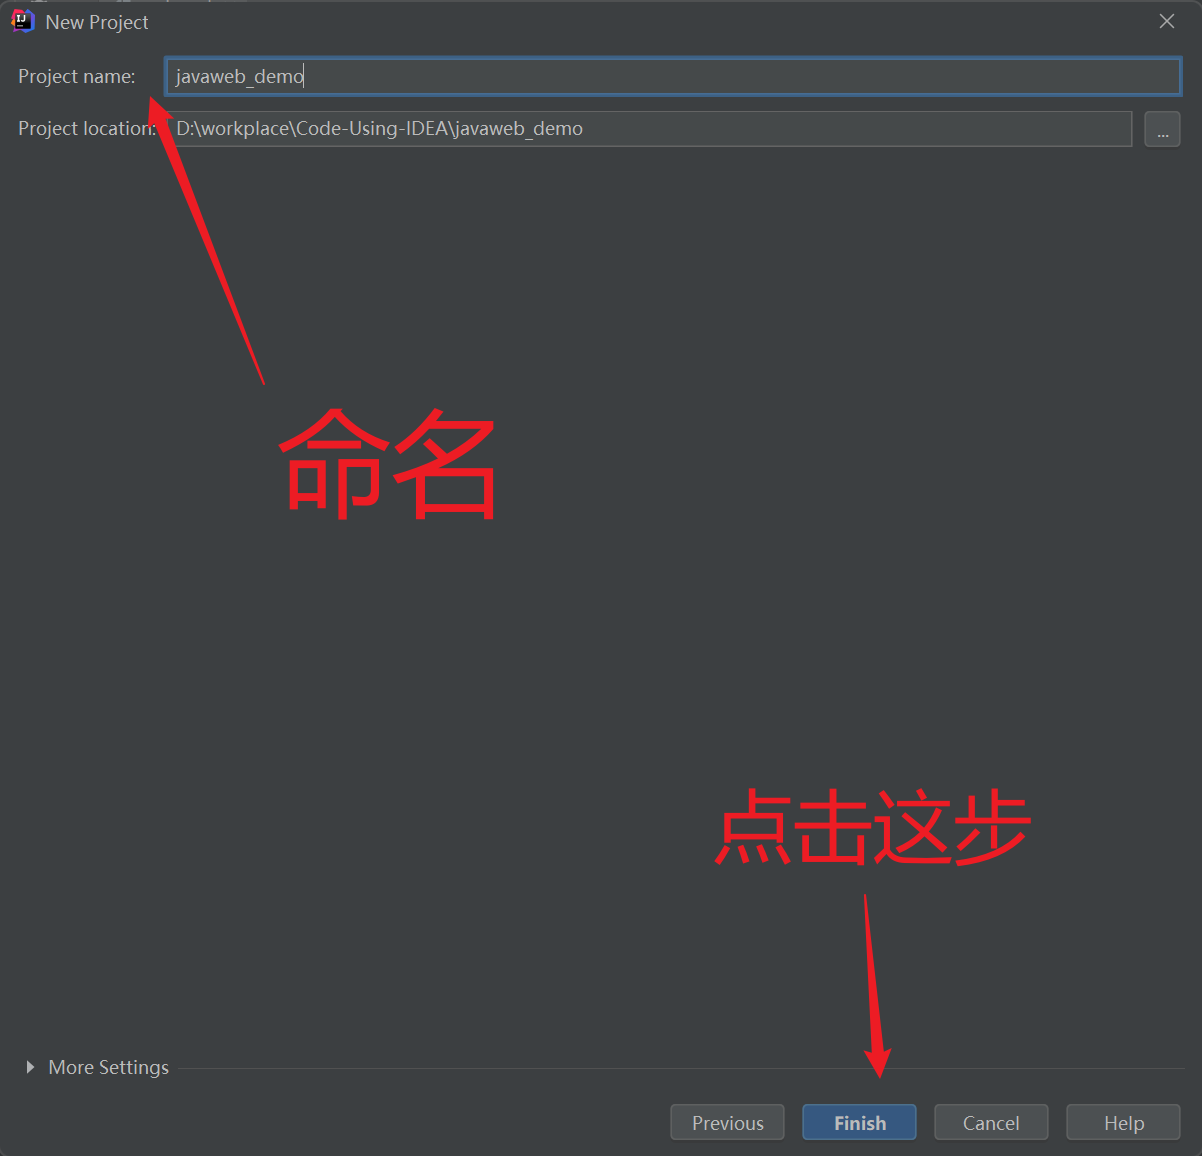 New Project
Project name: javaweb_demo
Project location: D:\workplace\Code-Using-IDEA\javaweb_demo ...
命名
点击这步
More Settings
Previous Finish Cancel Help